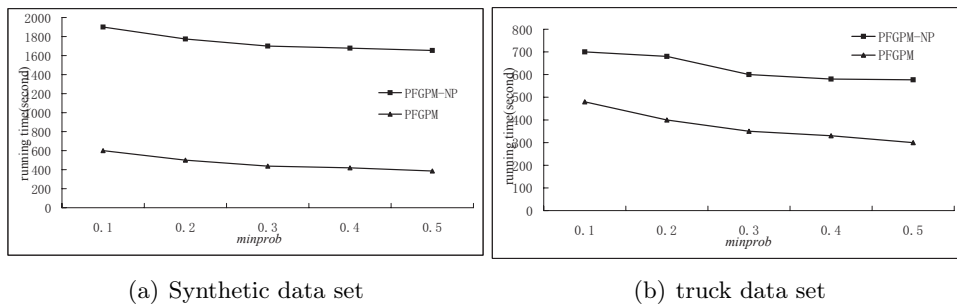 2000
1800
1600
1400
1200
1000
800
600
400
200
0
running time(second)
PFGPM-NP
PFGPM
0.1 0.2 0.3 0.4 0.5
minprob
(a) Synthetic data set
800
700
600
500
400
300
200
100
0
running time(second)
PFGPM-NP
PFGPM
0.1 0.2 0.3 0.4 0.5
minprob
(b) truck data set